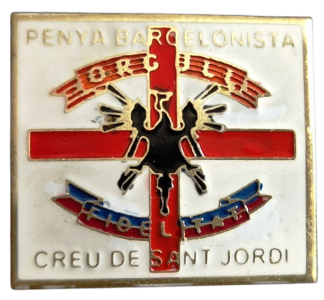 PENYA BARCELONISTA
ORGULL
FIDELITAT
CREU DE SANT JORDI